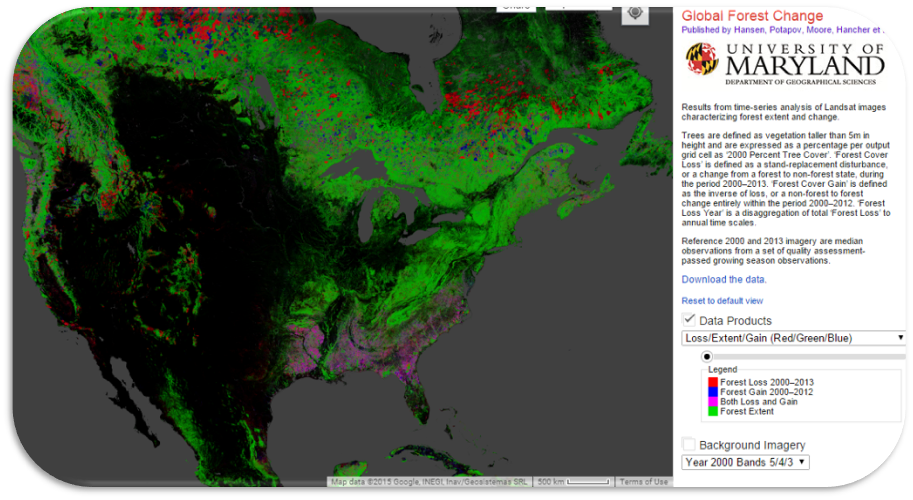 Share
Global Forest Change
Published by Hansen, Potapov, Moore, Hancher et .
UNIVERSITY OF
MARYLAND
DEPARTMENT OF GEOGRAPHICAL SCIENCES
Results from time-series analysis of Landsat images
characterizing forest extent and change.
Trees are defined as vegetation taller than 5m in
height and are expressed as a percentage per output
grid cell as ‘2000 Percent Tree Cover’. ‘Forest Cover
Loss’ is defined as a stand-replacement disturbance,
or a change from a forest to non-forest state, during
the period 2000–2013. ‘Forest Cover Gain’ is defined
as the inverse of loss, or a non-forest to forest
change entirely within the period 2000–2012. ‘Forest
Loss Year’ is a disaggregation of total ‘Forest Loss’ to
annual time scales.
Reference 2000 and 2013 imagery are median
observations from a set of quality assessment-
passed growing season observations.
Download the data.
Reset to default view
Data Products
Loss/Extent/Gain (Red/Green/Blue)
Legend
Forest Loss 2000–2013
Forest Gain 2000–2012
Both Loss and Gain
Forest Extent
Background Imagery
Year 2000 Bands 5/4/3
Map data ©2015 Google, INEGI, Inav/Geosistemas SRL 500 km Terms of Use